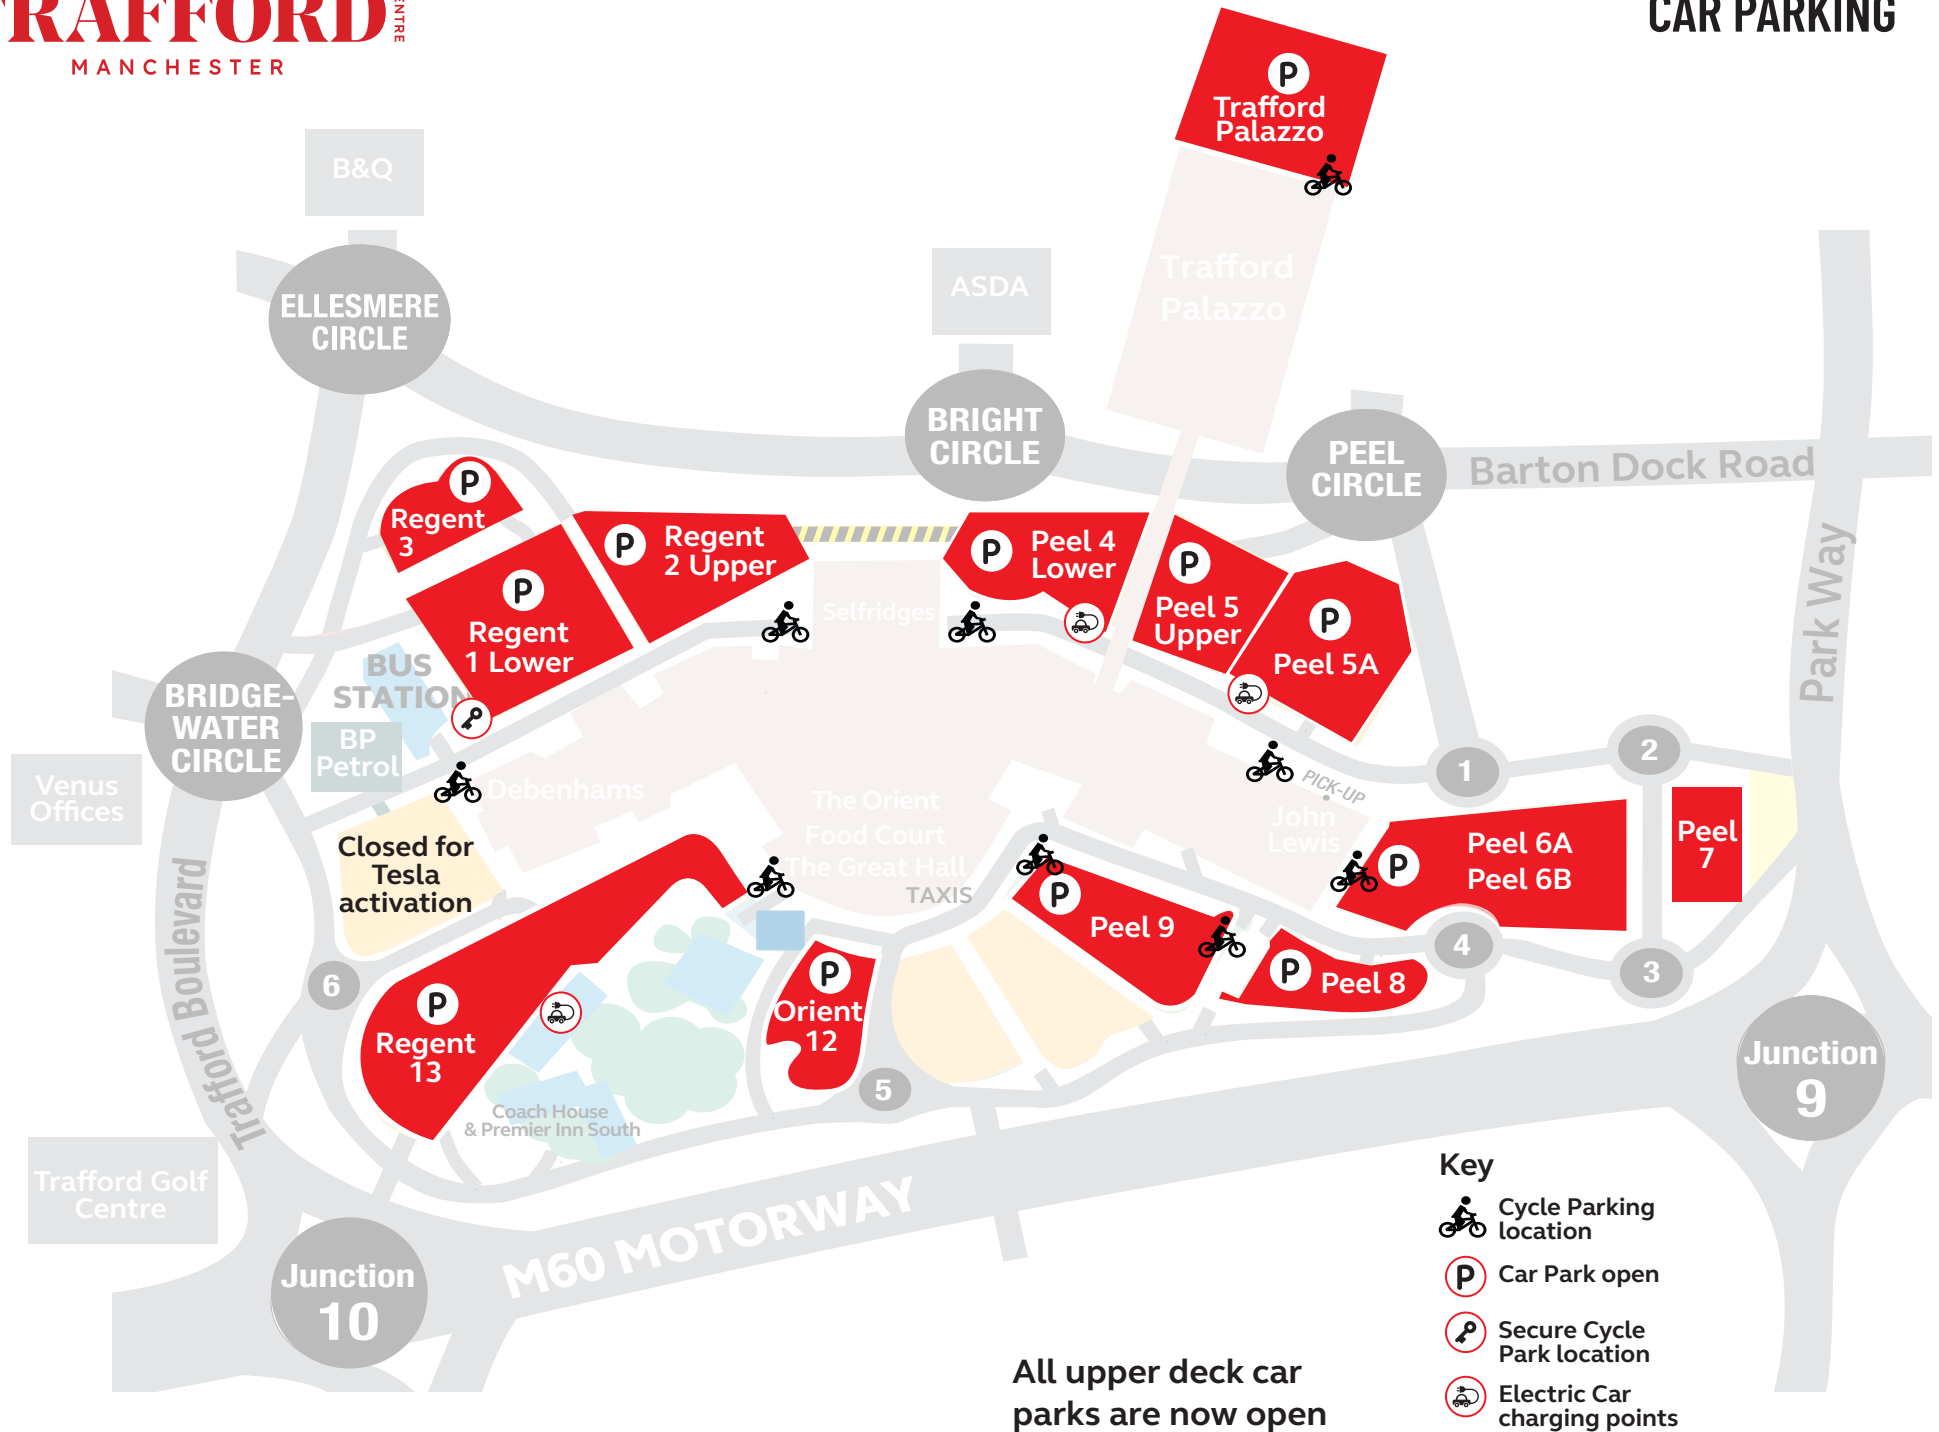 TRAFFORD
CENTRE
MANCHESTER
CAR PARKING
P
Trafford
Palazzo
B&Q
Trafford
Palazzo
ELLESMERE
CIRCLE
ASDA
BRIGHT
CIRCLE
PEEL
CIRCLE
Barton Dock Road
Park Way
P
Regent
3
P
Regent
2 Upper
P
Regent
1 Lower
P
Peel 4
Lower
P
Peel 5
Upper
P
Peel 5A
Selfridges
BUS
STATION
BRIDGE-
WATER
CIRCLE
BP
Petrol
Venus
Offices
Debenhams
The Orient
Food Court
The Great Hall
TAXIS
PICK-UP
John
Lewis
1
2
P
Peel 6A
Peel 6B
Peel
7
Closed for
Tesla
activation
P
Peel 9
P
Peel 8
4
3
Trafford Boulevard
6
P
Regent
13
P
Orient
12
5
Coach House
& Premier Inn South
Junction
9
Trafford Golf
Centre
M60 MOTORWAY
Junction
10
Key
Cycle Parking
location
P
Car Park open
Secure Cycle
Park location
Electric Car
charging points
All upper deck car
parks are now open